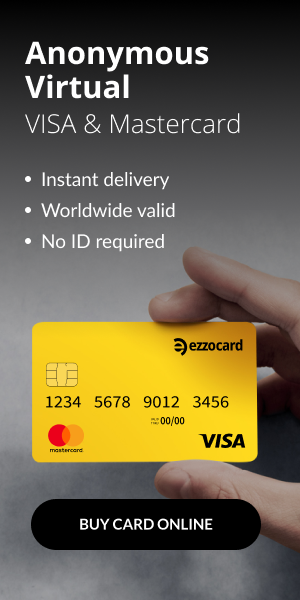 Anonymous
Virtual
VISA & Mastercard
Instant delivery
Worldwide valid
No ID required
ezzocard
1234 5678 9012 3456
00/00
mastercard
VISA
BUY CARD ONLINE